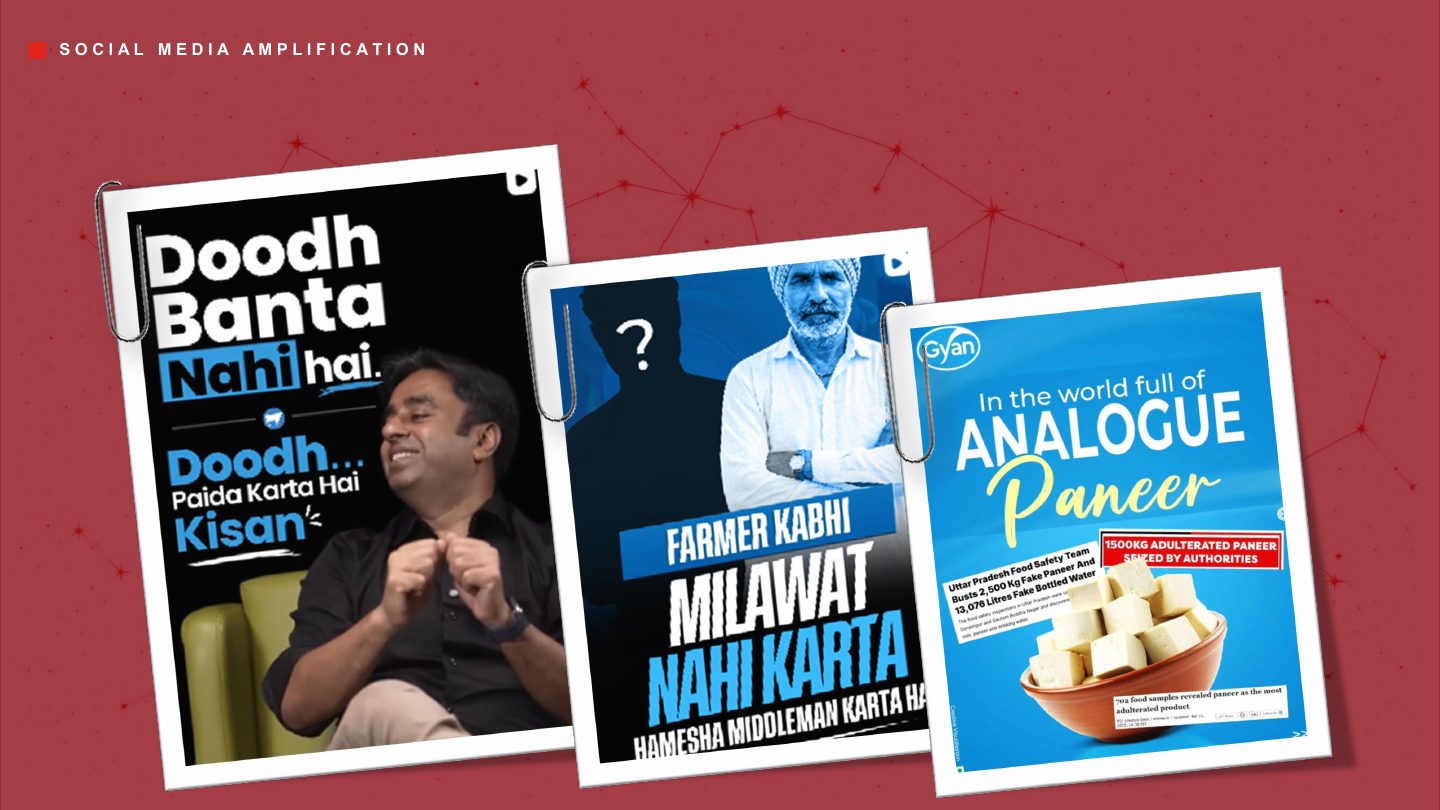 SOCIAL MEDIA AMPLIFICATION
Doodh
Banta
Nahi hai.
Doodh...
Paida Karta Hai
Kisan
?
FARMER KABHI
MILAWAT
NAHI KARTA
HAMESHA MIDDLEMAN KARTA HA
Gyan
In the world full of
ANALOGUE
Paneer
1500KG ADULTERATED PANEER
SEIZED BY AUTHORITIES
Uttar Pradesh Food Safety Team
Busts 2,500 Kg Fake Paneer And
13,076 Litres Fake Bottled Water
702 food samples revealed paneer as the most
adulterated product
>>